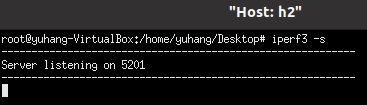 "Host: h2"
root@yuhang-VirtualBox:/home/yuhang/Desktop# iperf3 -s
-----------------------------------------------------------
Server listening on 5201
-----------------------------------------------------------